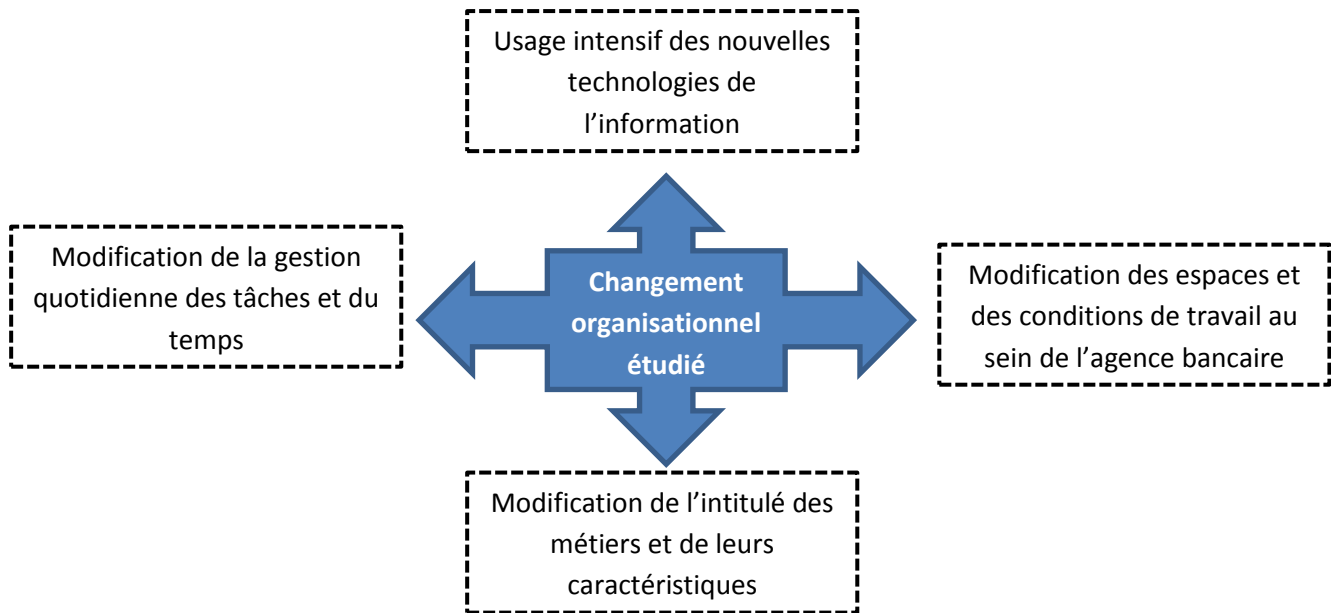 Usage intensif des nouvelles
technologies de
l’information
Modification de la gestion
quotidienne des tâches et du
temps
Changement
organisationnel
étudié
Modification des espaces et
des conditions de travail au
sein de l’agence bancaire
Modification de l’intitulé des
métiers et de leurs
caractéristiques